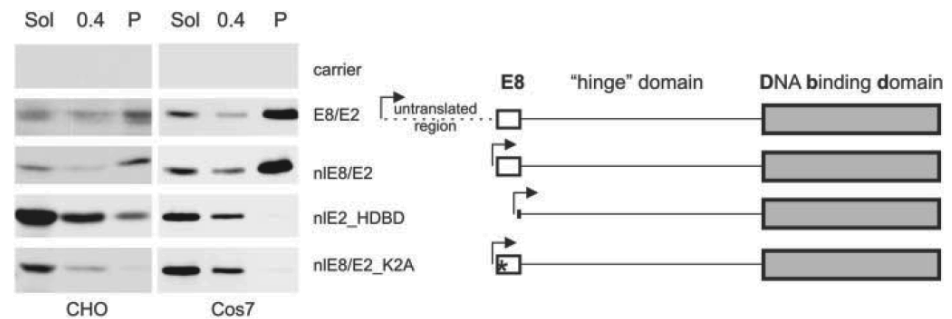 Sol 0.4 P Sol 0.4 P
carrier
E8 "hinge" domain DNA binding domain
E8/E2
untranslated
region
nlE8/E2
nlE2_HDBD
nlE8/E2_K2A
*
CHO Cos7